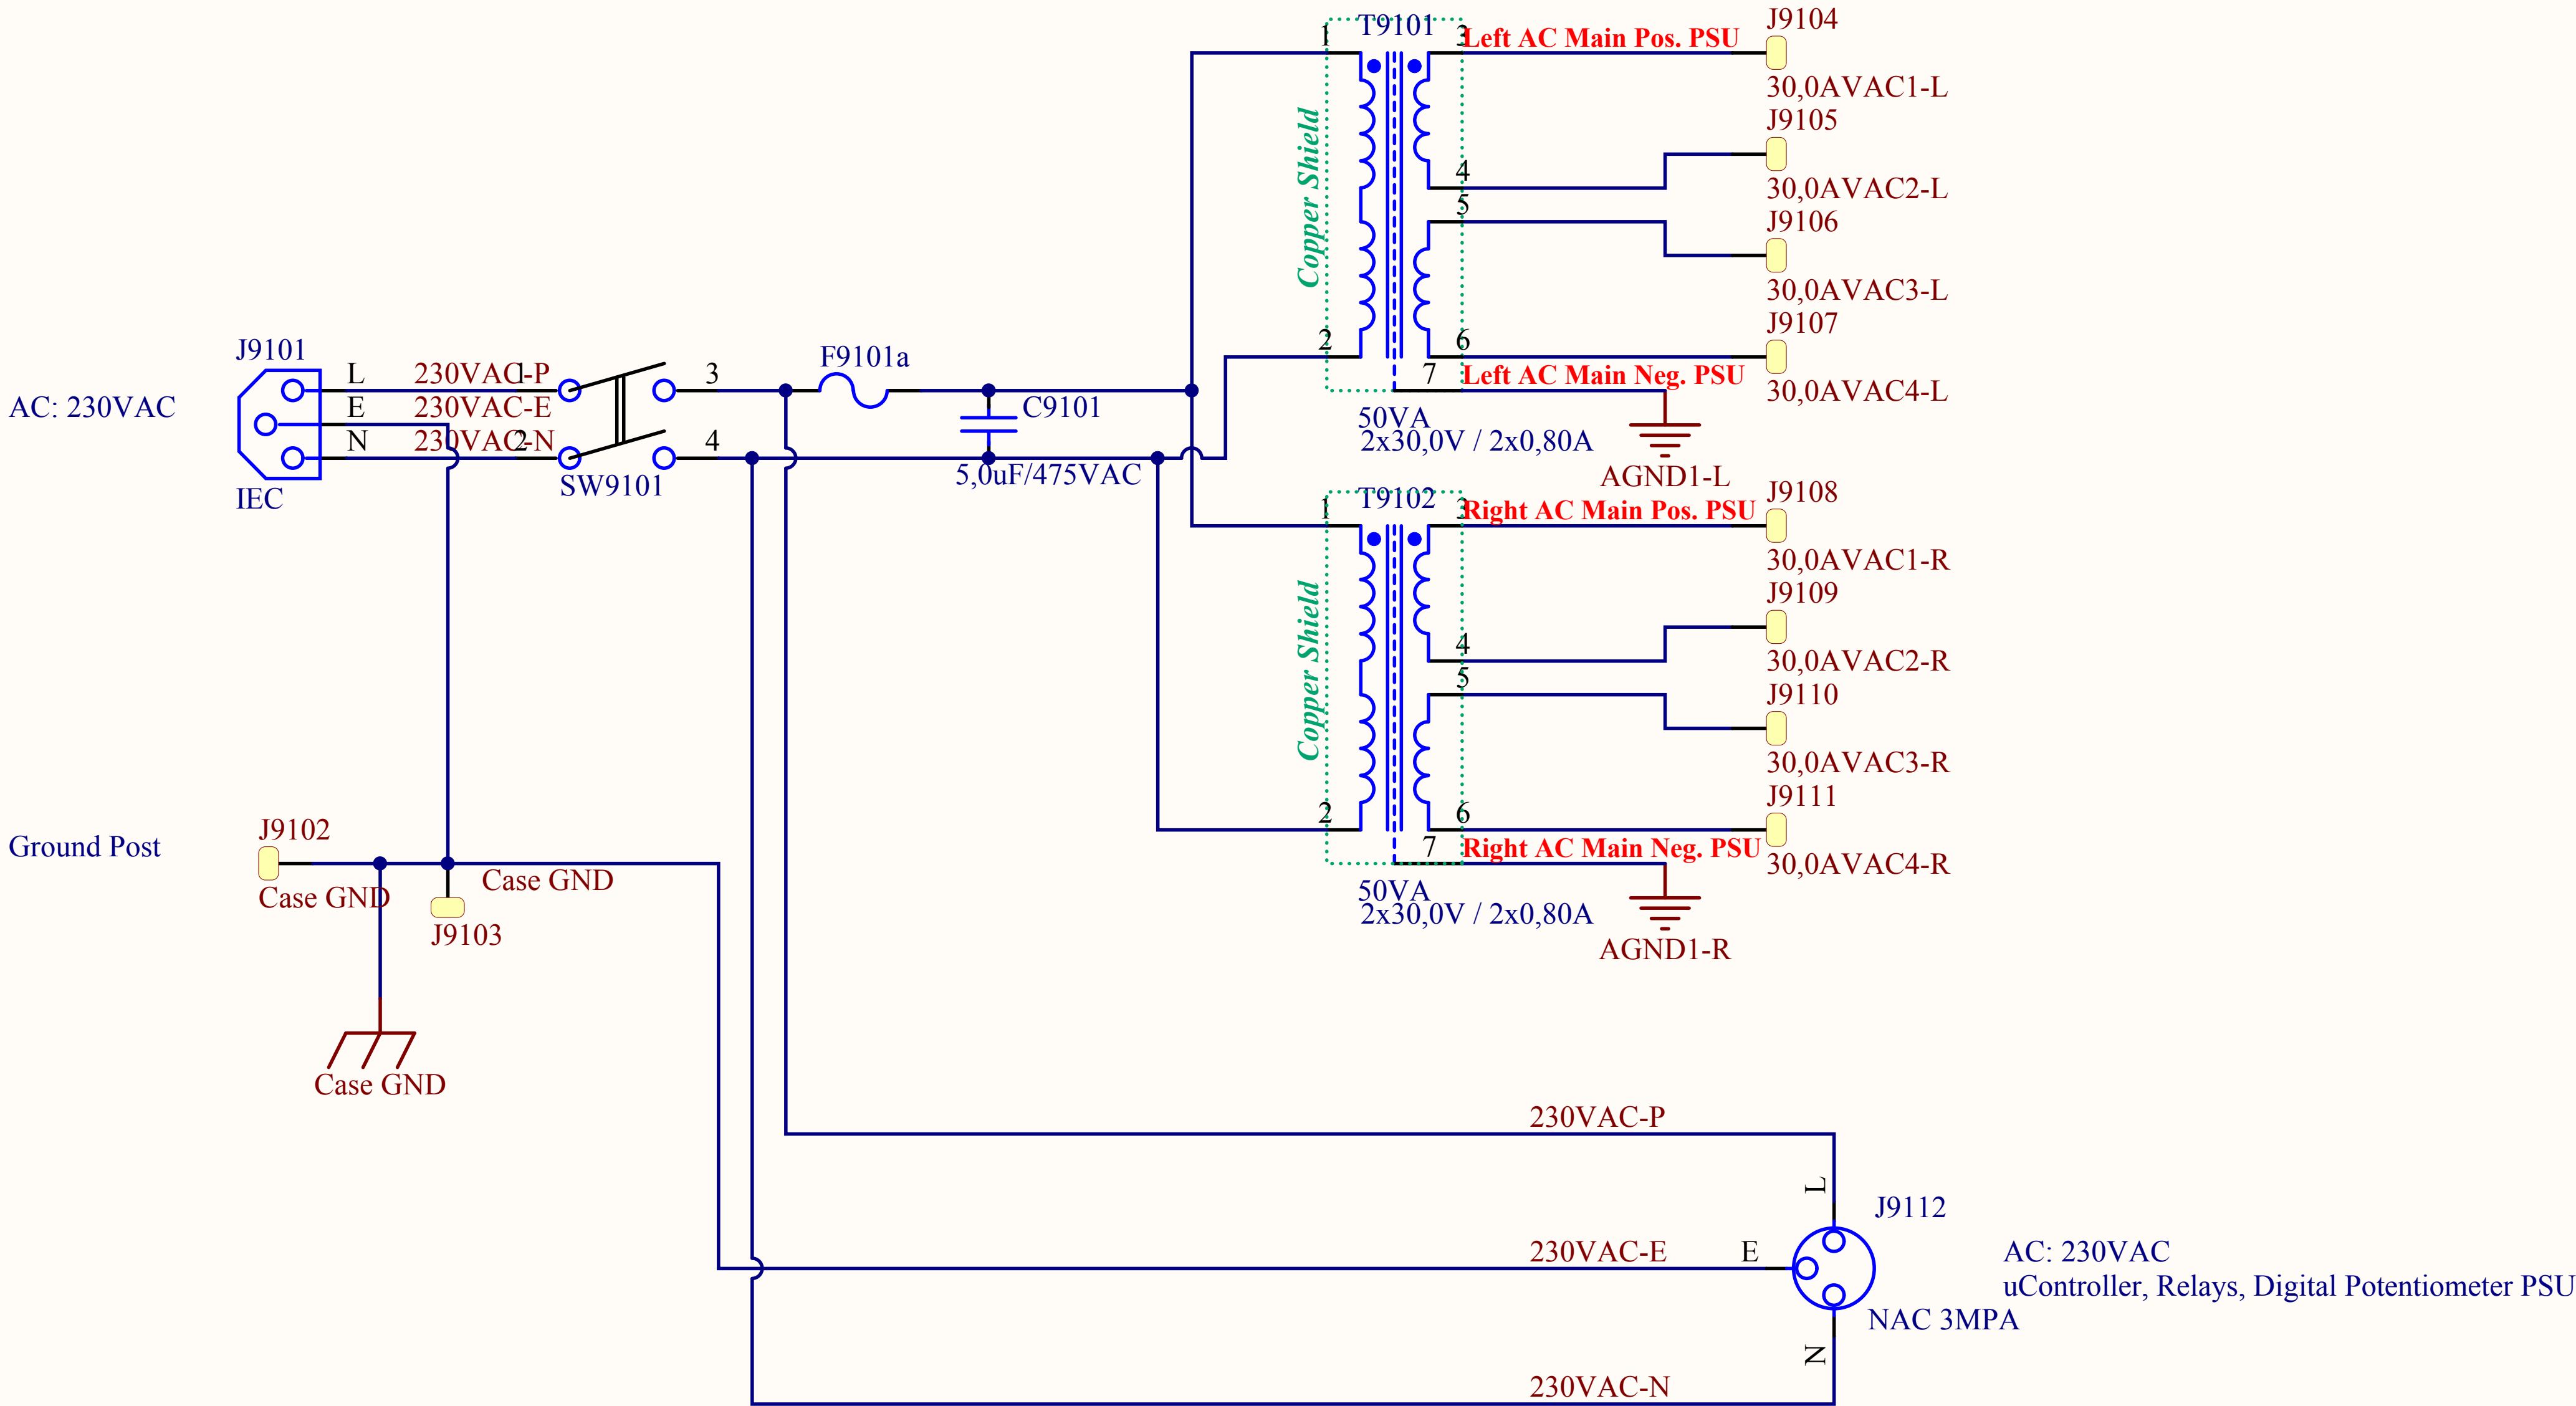 T9101
1
3
Left AC Main Pos. PSU
J9104
30,0AVAC1-L
J9105
Copper Shield
4
30,0AVAC2-L
5
J9106
30,0AVAC3-L
J9107
2
6
7
Left AC Main Neg. PSU
30,0AVAC4-L
50VA
2x30,0V / 2x0,80A
AGND1-L
J9101
AC: 230VAC
L
230VAC-P
1
3
E
230VAC-E
N
230VAC-N
2
4
IEC
SW9101
F9101a
C9101
5,0uF/475VAC
T9102
1
3
Right AC Main Pos. PSU
J9108
30,0AVAC1-R
J9109
Copper Shield
4
30,0AVAC2-R
5
J9110
30,0AVAC3-R
J9111
2
6
7
Right AC Main Neg. PSU
30,0AVAC4-R
50VA
2x30,0V / 2x0,80A
AGND1-R
Ground Post
J9102
Case GND
Case GND
J9103
Case GND
230VAC-P
L
J9112
230VAC-E
E
AC: 230VAC
uController, Relays, Digital Potentiometer PSU
NAC 3MPA
N
230VAC-N